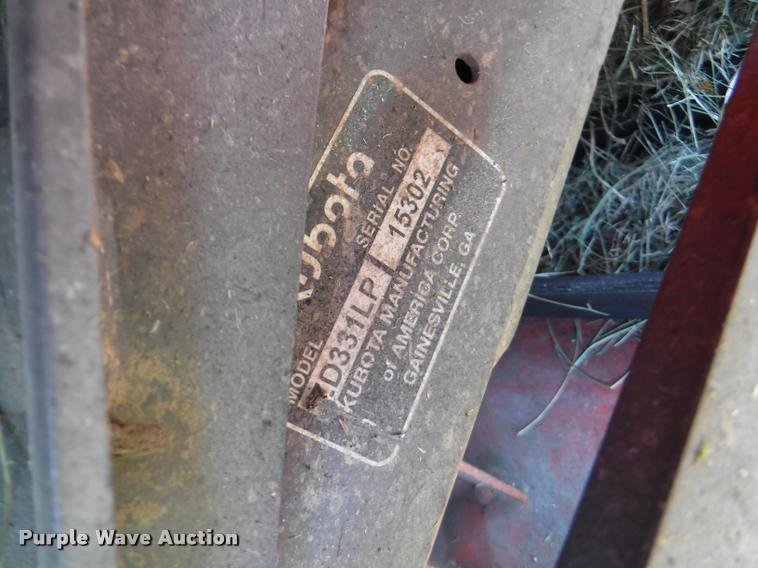 Kubota
MODEL SERIAL NO.
D331LP 15302
KUBOTA MANUFACTURING
of AMERICA CORP.
GAINESVILLE, GA
Purple Wave Auction